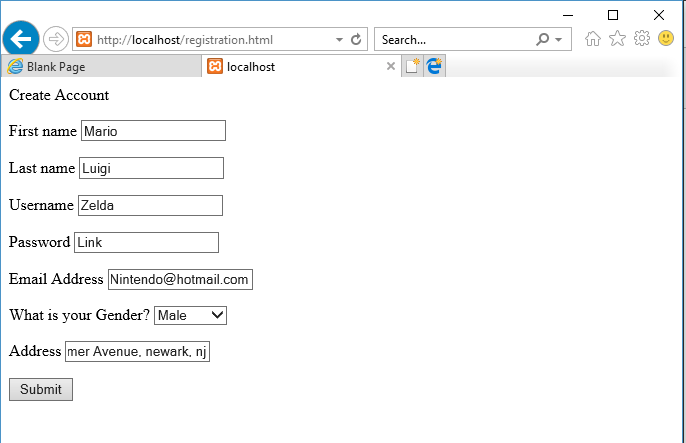 http://localhost/registration.html
Search...
Blank Page
localhost
Create Account
First name Mario
Last name Luigi
Username Zelda
Password Link
Email Address Nintendo@hotmail.com
What is your Gender? Male
Address mer Avenue, newark, nj
Submit